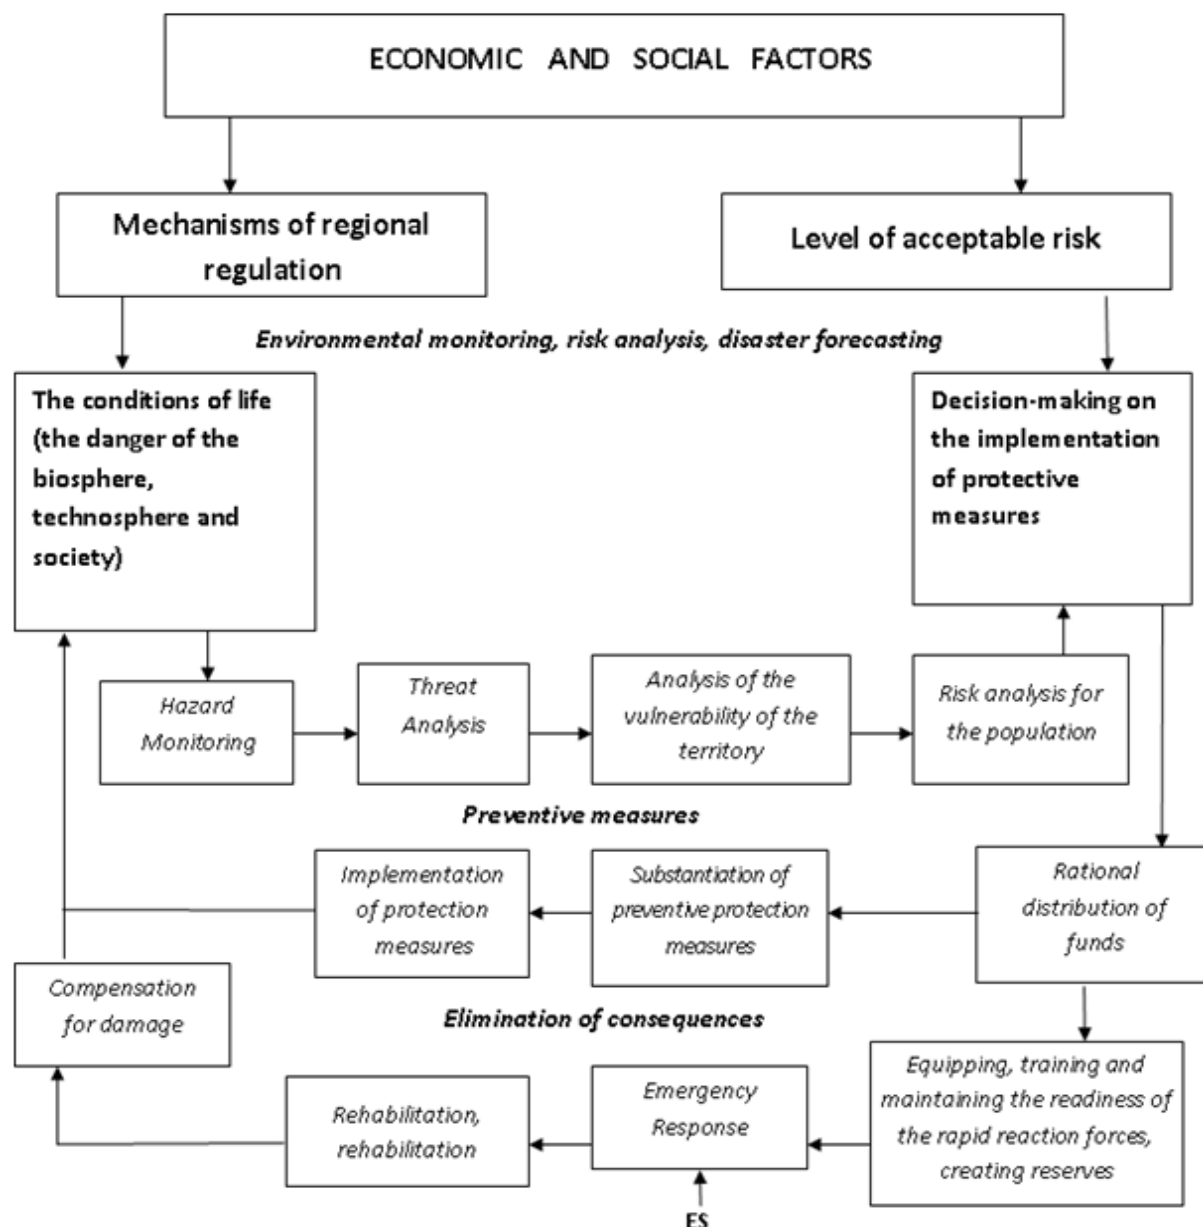 ECONOMIC AND SOCIAL FACTORS
Mechanisms of regional
regulation
Level of acceptable risk
Environmental monitoring, risk analysis, disaster forecasting
The conditions of life
(the danger of the
biosphere,
technosphere and
society)
Decision-making on
the implementation
of protective
measures
Hazard
Monitoring
Threat
Analysis
Analysis of the
vulnerability of the
territory
Risk analysis for
the population
Preventive measures
Implementation
of protection
measures
Substantiation of
preventive protection
measures
Rational
distribution of
funds
Compensation
for damage
Elimination of consequences
Rehabilitation,
rehabilitation
Emergency
Response
Equipping, training and
maintaining the readiness of
the rapid reaction forces,
creating reserves
ES